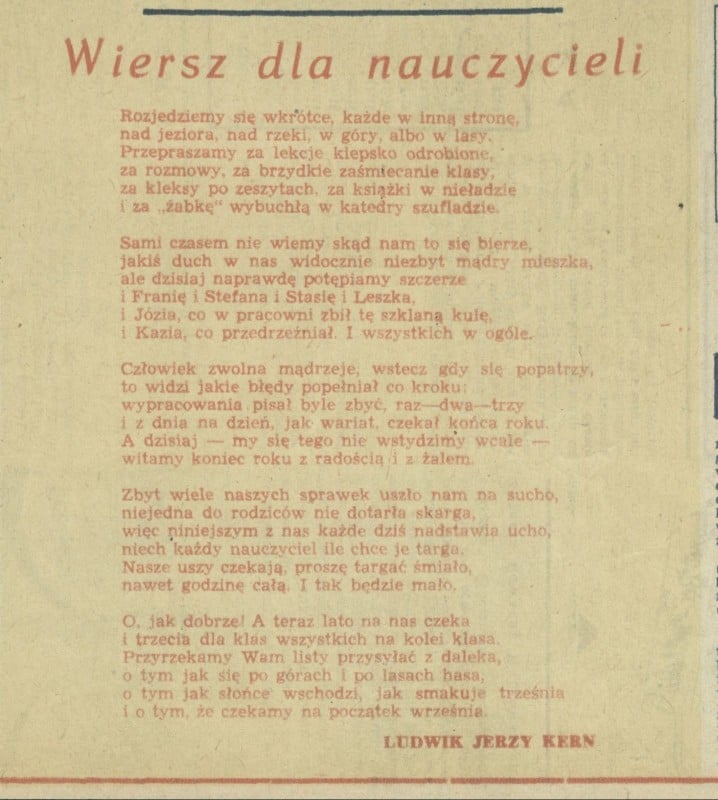 Wiersz dla nauczycieli
Rozjedziemy się wkrótce, każde w inną stronę,
nad jeziora, nad rzeki, w góry, albo w lasy.
Przepraszamy za lekcje kiepsko odrobione,
za rozmowy, za brzydkie zaśmiecanie klasy,
za kleksy po zeszytach, za książki w nieładzie
i za „żabkę" wybuchłą w katedry szufladzie.
Sami czasem nie wiemy skąd nam to się bierze,
jakiś duch w nas widocznie niezbyt mądry mieszka,
ale dzisiaj naprawdę potępiamy szczerze
i Franię i Stefana i Stasię i Leszka,
i Józia, co w pracowni zbił tę szklaną kulę,
i Kazia, co przedrzeźniał. I wszystkich w ogóle.
Człowiek zwolna mądrzeje, wstecz gdy się popatrzy,
to widzi jakie błędy popełniał co kroku:
wypracowania pisał byle zbyć, raz—dwa—trzy
i z dnia na dzień, jak wariat, czekał końca roku.
A dzisiaj — my się tego nie wstydzimy wcale —
witamy koniec roku z radością i z żalem.
Zbyt wiele naszych sprawek uszło nam na sucho,
niejedna do rodziców nie dotarła skarga,
więc niniejszym z nas każde dziś nadstawia ucho,
niech każdy nauczyciel ile chce je targa.
Nasze uszy czekają, proszę targać śmiało,
nawet godzinę całą. I tak będzie mało.
O, jak dobrze! A teraz lato na nas czeka
i trzecia dla klas wszystkich na kolei klasa.
Przyrzekamy Wam listy przysyłać z daleka,
o tym jak się po górach i po lasach hasa,
o tym jak słońce wschodzi, jak smakuje trześnia
i o tym, że czekamy na początek września.
LUDWIK JERZY KERN